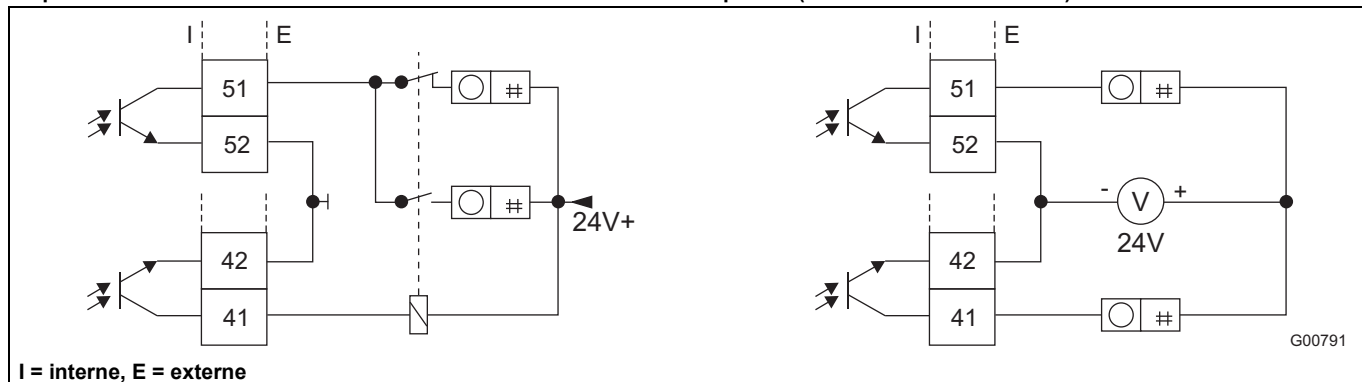 I E I E
51 51
52 52
24V+
- V +
24V
42 42
41 41
G00791
I = interne, E = externe